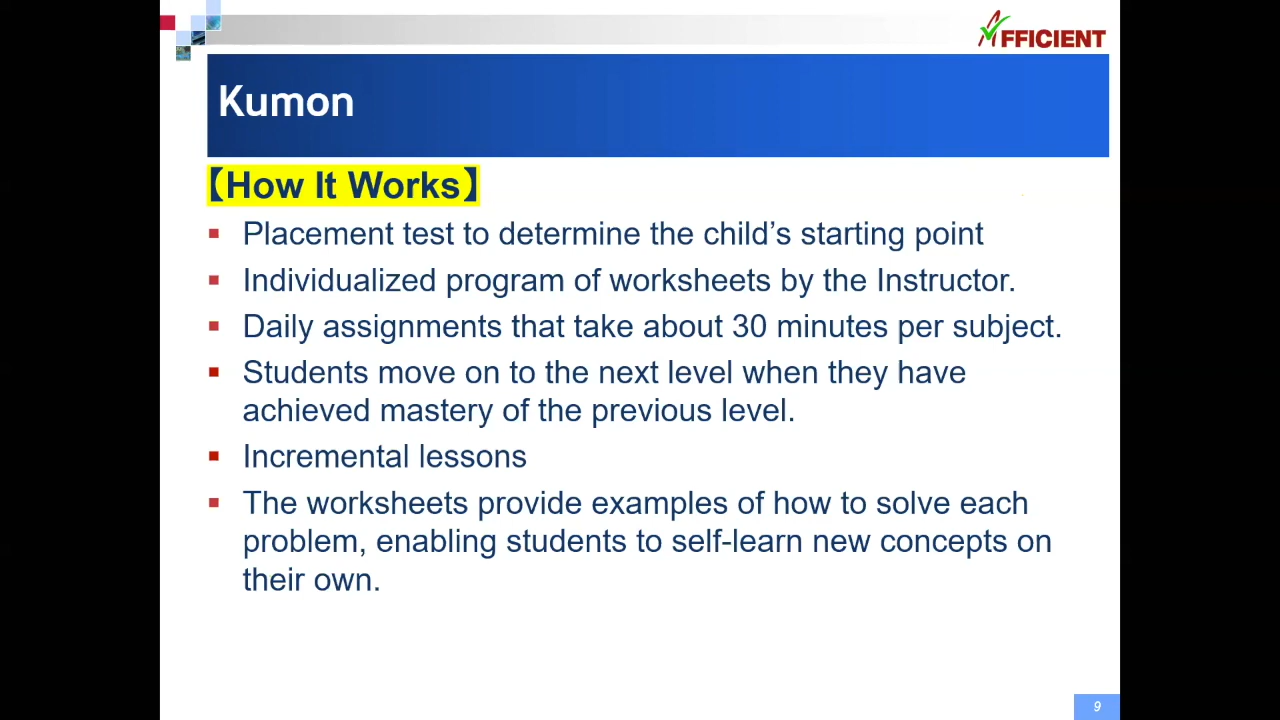 AFFICIENT
Kumon
【How It Works】
▪ Placement test to determine the child's starting point
▪ Individualized program of worksheets by the Instructor.
▪ Daily assignments that take about 30 minutes per subject.
▪ Students move on to the next level when they have
achieved mastery of the previous level.
▪ Incremental lessons
▪ The worksheets provide examples of how to solve each
problem, enabling students to self-learn new concepts on
their own.
9